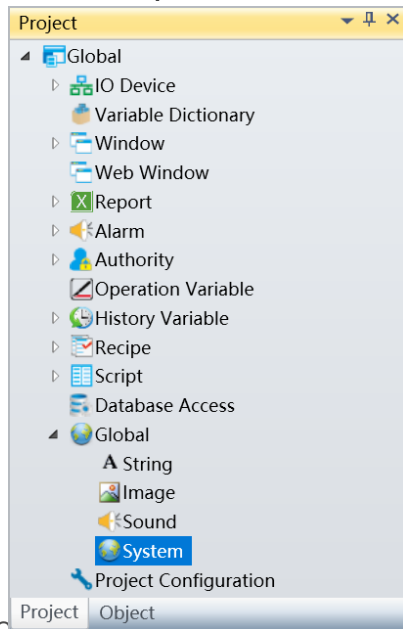 Project
Global
IO Device
Variable Dictionary
Window
Web Window
Report
Alarm
Authority
Operation Variable
History Variable
Recipe
Script
Database Access
Global
String
Image
Sound
System
Project Configuration
Project Object